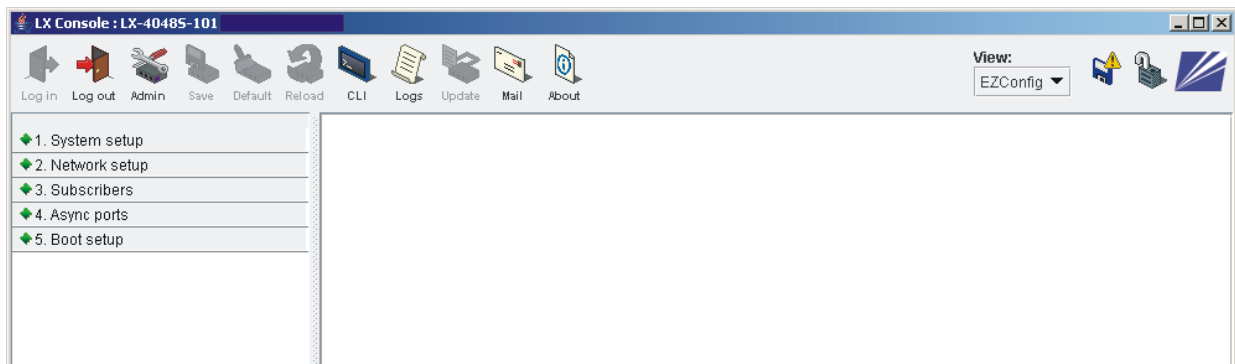 LX Console : LX-4048S-101
View:
EZConfig
Log in Log out Admin Save Default Reload CLI Logs Update Mail About
1. System setup
2. Network setup
3. Subscribers
4. Async ports
5. Boot setup